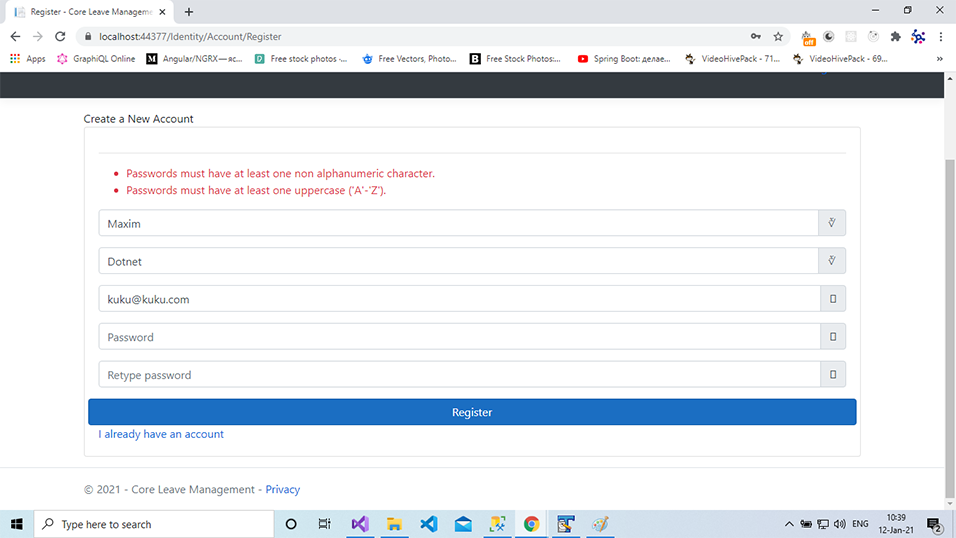 Register - Core Leave Managemen
localhost:44377/Identity/Account/Register
Apps GraphiQL Online Angular/NGRX — яс... Free stock photos ·... Free Vectors, Photo... Free Stock Photos:... Spring Boot: делае... VideoHivePack - 71... VideoHivePack - 69... »
off
Create a New Account
Passwords must have at least one non alphanumeric character.
Passwords must have at least one uppercase ('A'-'Z').
Maxim
Dotnet
kuku@kuku.com
Password
Retype password
Register
I already have an account
© 2021 - Core Leave Management - Privacy
Type here to search
ENG
10:39
12-Jan-21
2